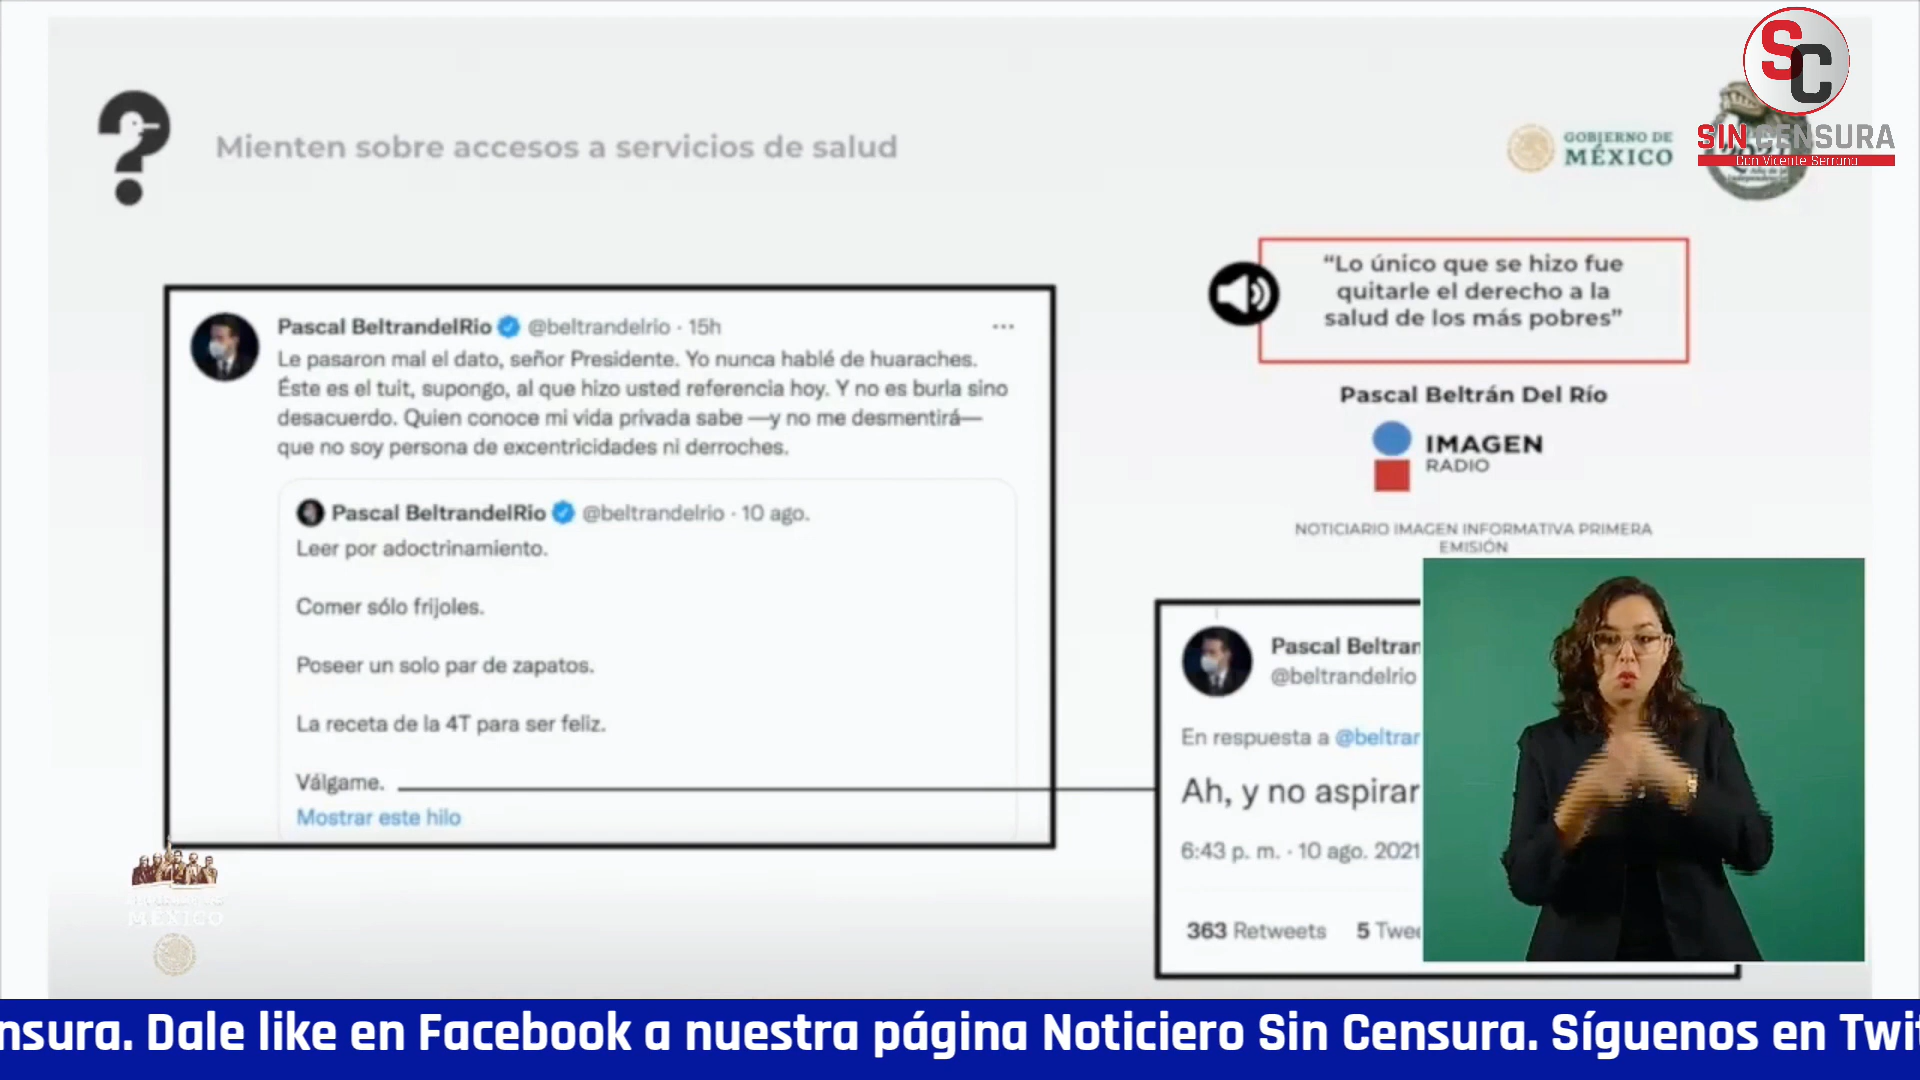 Mienten sobre accesos a servicios de salud
GOBIERNO DE
MÉXICO
SC
SIN CENSURA
Con Vicente Serrano
2021
Pascal BeltrandelRio @beltrandelrio · 15h
Le pasaron mal el dato, señor Presidente. Yo nunca hablé de huaraches.
Éste es el tuit, supongo, al que hizo usted referencia hoy. Y no es burla sino
desacuerdo. Quien conoce mi vida privada sabe —y no me desmentirá—
que no soy persona de excentricidades ni derroches.
Pascal BeltrandelRio @beltrandelrio · 10 ago.
Leer por adoctrinamiento.
Comer sólo frijoles.
Poseer un solo par de zapatos.
La receta de la 4T para ser feliz.
Válgame.
Mostrar este hilo
“Lo único que se hizo fue
quitarle el derecho a la
salud de los más pobres”
Pascal Beltrán Del Río
IMAGEN
RADIO
NOTICIARIO IMAGEN INFORMATIVA PRIMERA
EMISIÓN
Pascal Beltran
@beltrandelrio
En respuesta a @beltrar
Ah, y no aspirar
6:43 p. m. · 10 ago. 2021
363 Retweets 5 Twee
MÉXICO
nsura. Dale like en Facebook a nuestra página Noticiero Sin Censura. Síguenos en Twit